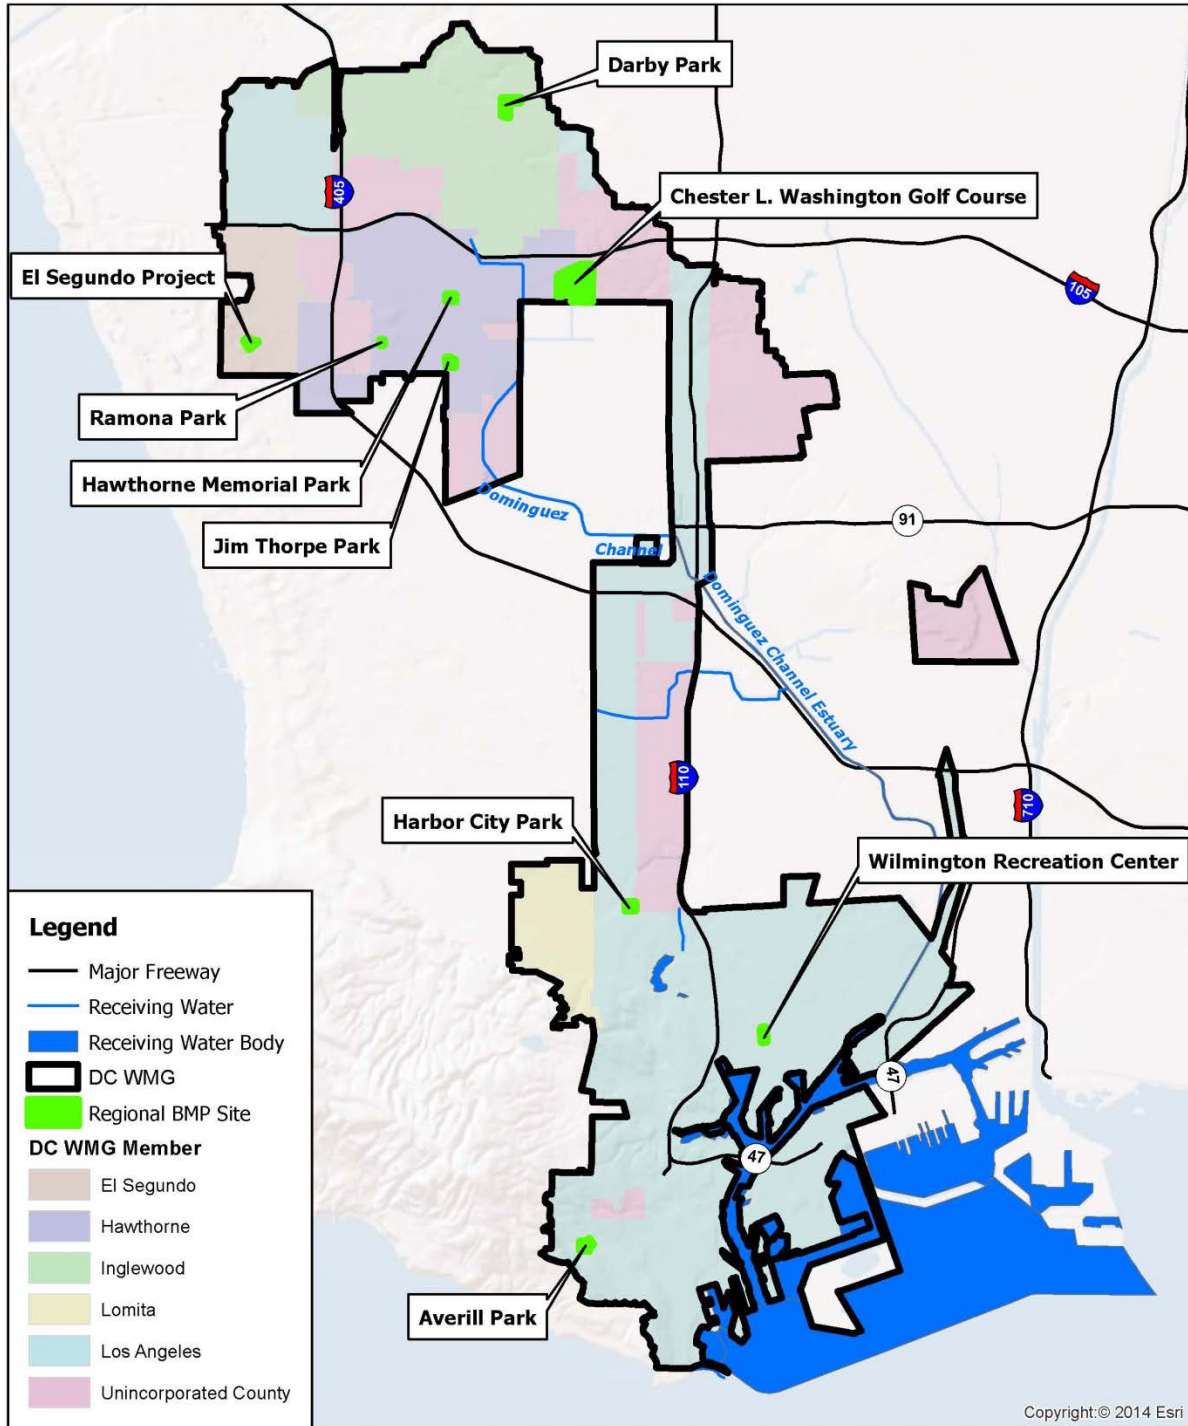 Darby Park
405
Chester L. Washington Golf Course
El Segundo Project
105
Ramona Park
Hawthorne Memorial Park
Dominguez
91
Jim Thorpe Park
Channel
Dominguez Channel Estuary
110
710
Harbor City Park
Wilmington Recreation Center
Legend
Major Freeway
Receiving Water
Receiving Water Body
DC WMG
47
Regional BMP Site
DC WMG Member
47
El Segundo
Hawthorne
Inglewood
Lomita
Averill Park
Los Angeles
Unincorporated County
Copyright:© 2014 Esri